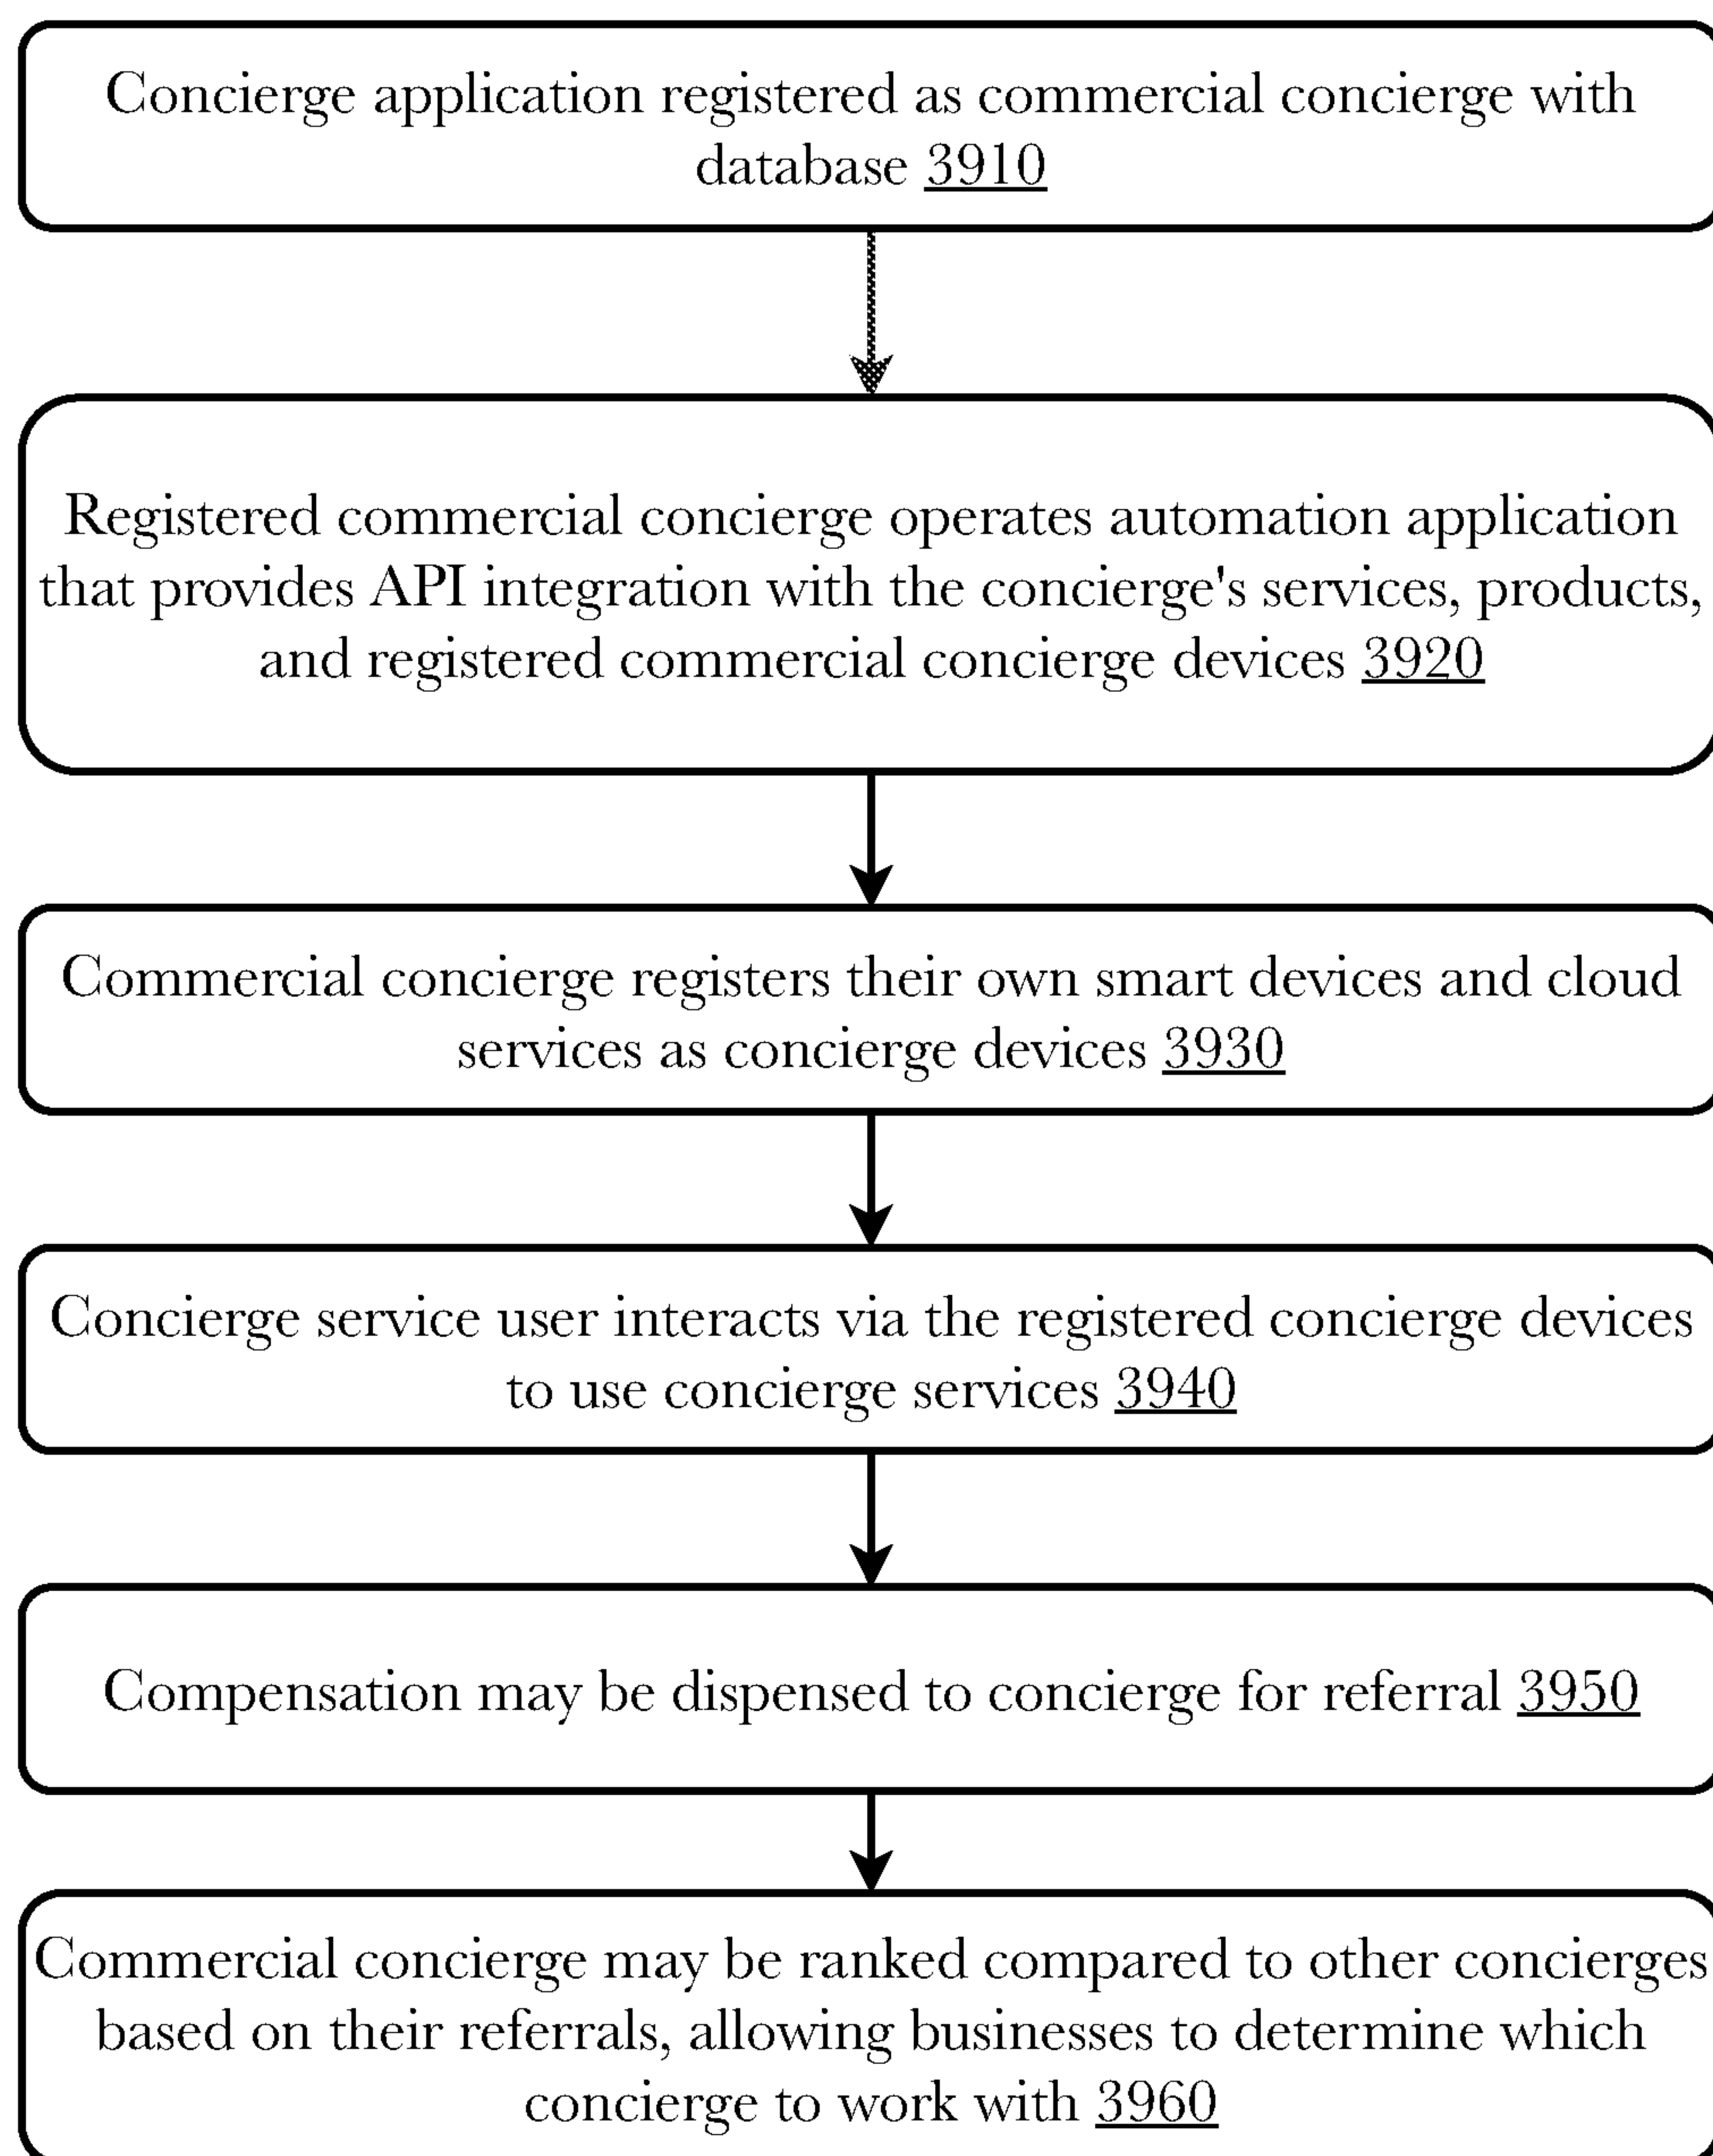 Concierge application registered as commercial concierge with
database 3910
Registered commercial concierge operates automation application
that provides API integration with the concierge's services, products,
and registered commercial concierge devices 3920
Commercial concierge registers their own smart devices and cloud
services as concierge devices 3930
Concierge service user interacts via the registered concierge devices
to use concierge services 3940
Compensation may be dispensed to concierge for referral 3950
Commercial concierge may be ranked compared to other concierges
based on their referrals, allowing businesses to determine which
concierge to work with 3960